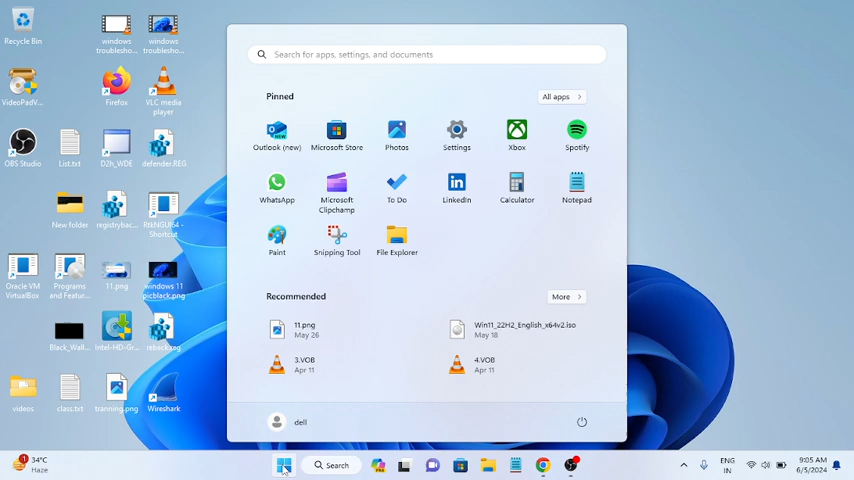 Recycle Bin
windows
troublesho...
windows
troublesho...
VideoPadV...
Firefox
VLC media
player
OBS Studio
List.txt
D2h_WDE
defender.REG
New folder
registrybac...
RtkNGUI64 -
Shortcut
Oracle VM
VirtualBox
Programs
and Featur...
11.png
windows 11
picblack.png
Black_Wall...
Intel-HD-Gr...
reback.reg
videos
class.txt
tranning.png
Wireshark
Search for apps, settings, and documents
Pinned
All apps >
Outlook (new)
Microsoft Store
Photos
Settings
Xbox
Spotify
WhatsApp
Microsoft
Clipchamp
To Do
LinkedIn
Calculator
Notepad
Paint
Snipping Tool
File Explorer
Recommended
More >
11.png
May 26
Win11_22H2_English_x64v2.iso
May 18
3.VOB
Apr 11
4.VOB
Apr 11
dell
1
34°C
Haze
Search
ENG
IN
9:05 AM
6/5/2024